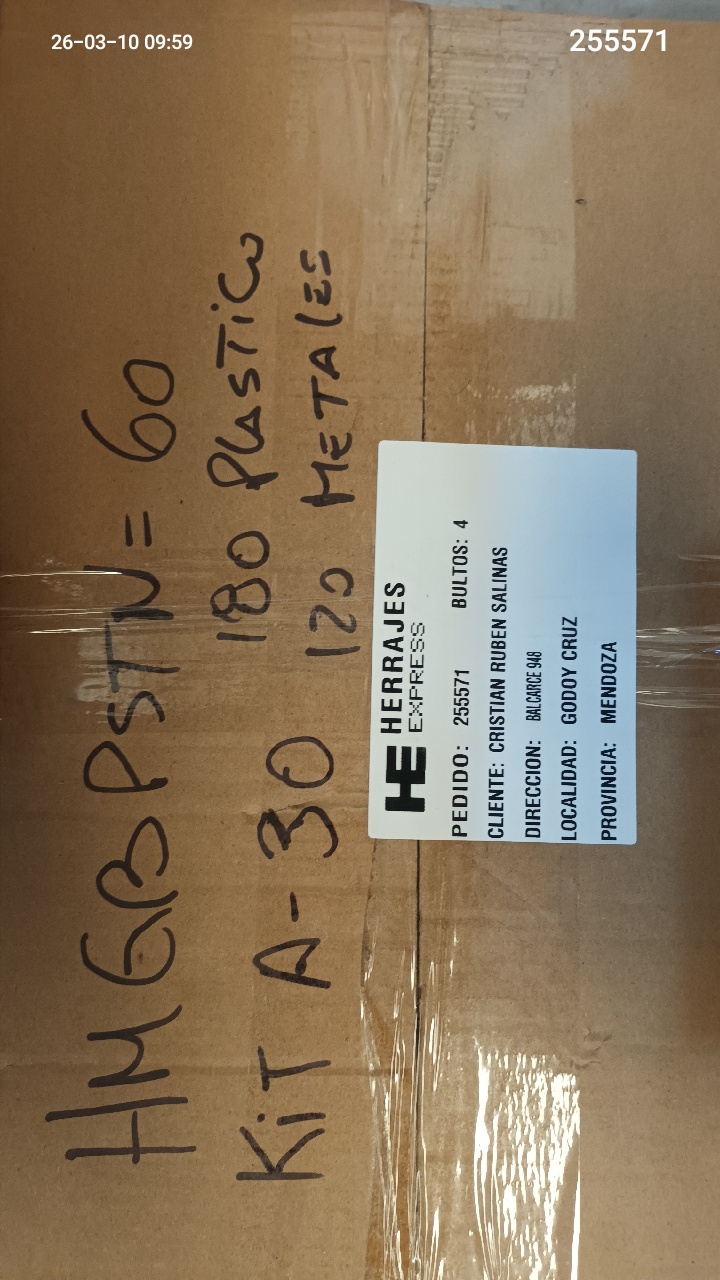 26-03-10 09:59
255571
HMGBPSTN = 60
KiT A-30 180 PlASTiCo
120 METALES
HE HERRAJES
EXPRESS
PEDIDO: 255571 BULTOS: 4
CLIENTE: CRISTIAN RUBEN SALINAS
DIRECCION: BALCARCE 948
LOCALIDAD: GODOY CRUZ
PROVINCIA: MENDOZA